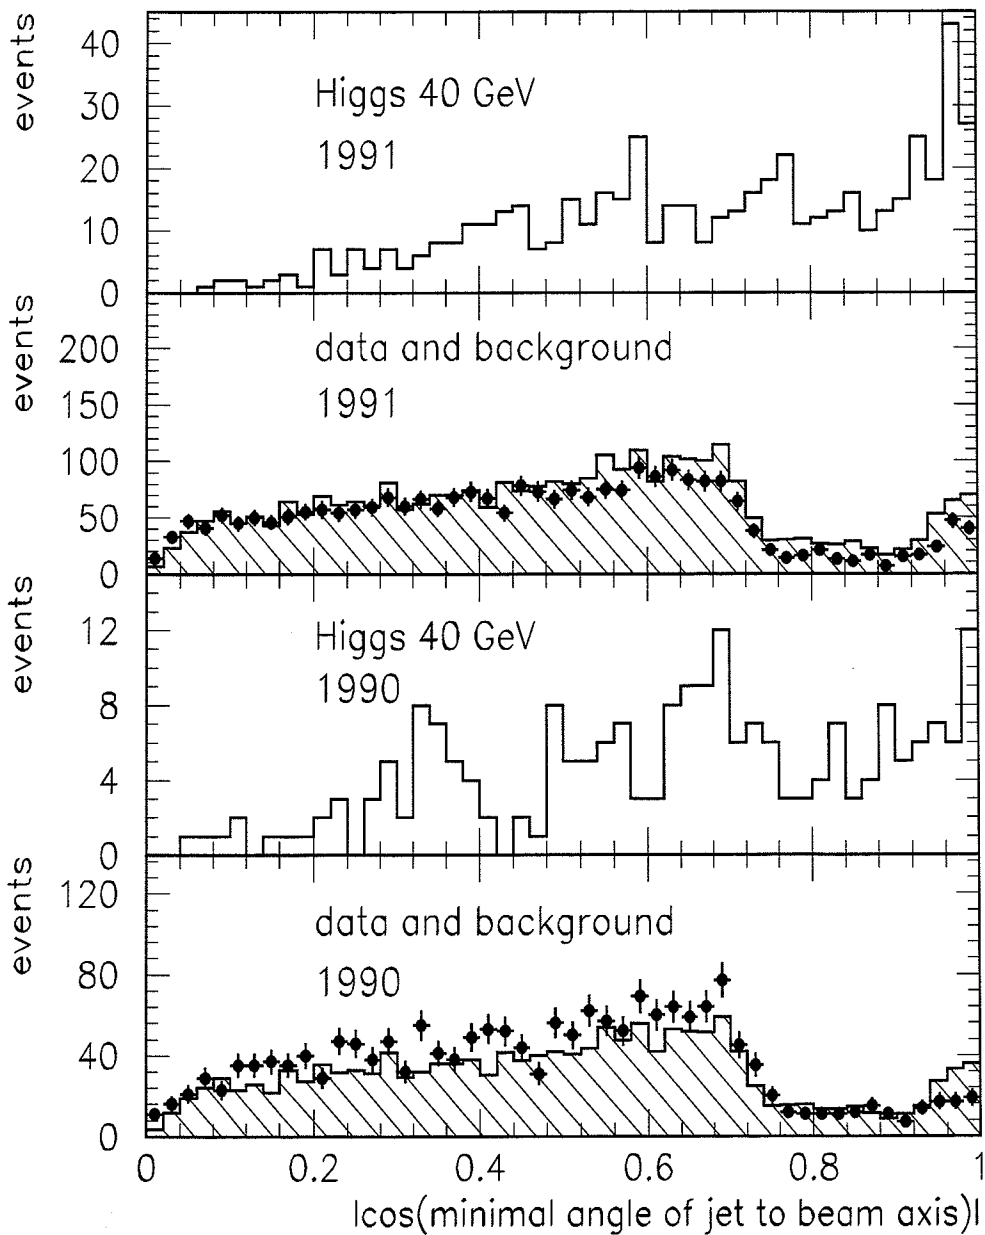 events
40
30
20
10
0
Higgs 40 GeV
1991
events
200
150
100
50
0
data and background
1991
events
12
8
4
0
Higgs 40 GeV
1990
events
120
80
40
0
data and background
1990
0 0.2 0.4 0.6 0.8 1
|cos(minimal angle of jet to beam axis)|